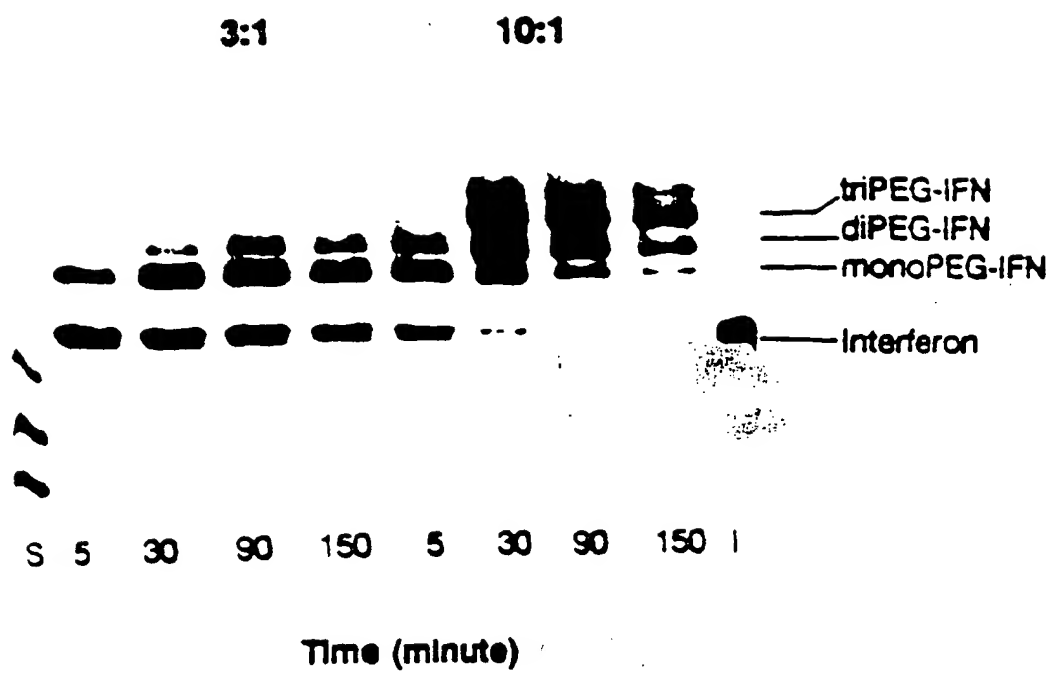 3:1 10:1
triPEG-IFN
diPEG-IFN
monoPEG-IFN
Interferon
S 5 30 90 150 5 30 90 150 I
Time (minute)